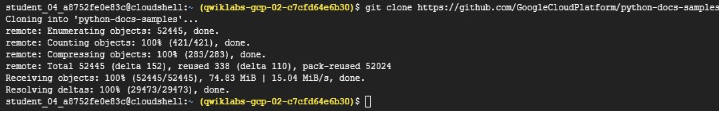 student_04_a8752fe0e83c@cloudshell:~ (qwiklabs-gcp-02-c7cfd64e6b30)$ git clone https://github.com/GoogleCloudPlatform/python-docs-samples
Cloning into 'python-docs-samples'...
remote: Enumerating objects: 52445, done.
remote: Counting objects: 100% (421/421), done.
remote: Compressing objects: 100% (283/283), done.
remote: Total 52445 (delta 152), reused 338 (delta 110), pack-reused 52024
Receiving objects: 100% (52445/52445), 74.83 MiB | 15.04 MiB/s, done.
Resolving deltas: 100% (29473/29473), done.
student_04_a8752fe0e83c@cloudshell:~ (qwiklabs-gcp-02-c7cfd64e6b30)$